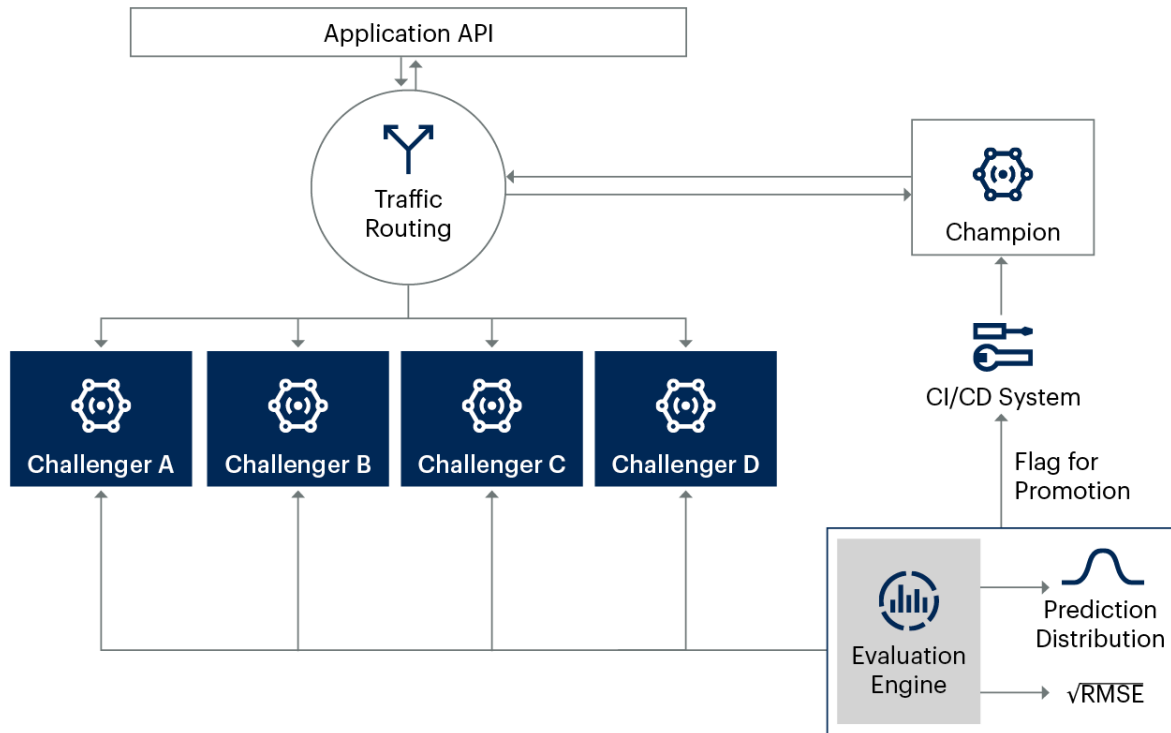 Application API
Traffic
Routing
Champion
Challenger A
Challenger B
Challenger C
Challenger D
CI/CD System
Flag for
Promotion
Evaluation
Engine
Prediction
Distribution
√RMSE